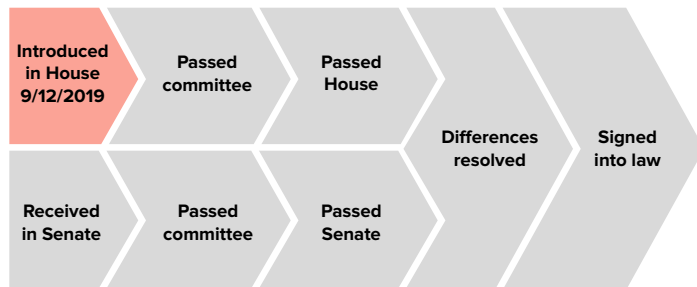 Introduced
in House
9/12/2019
Passed
committee
Passed
House
Differences
resolved
Signed
into law
Received
in Senate
Passed
committee
Passed
Senate